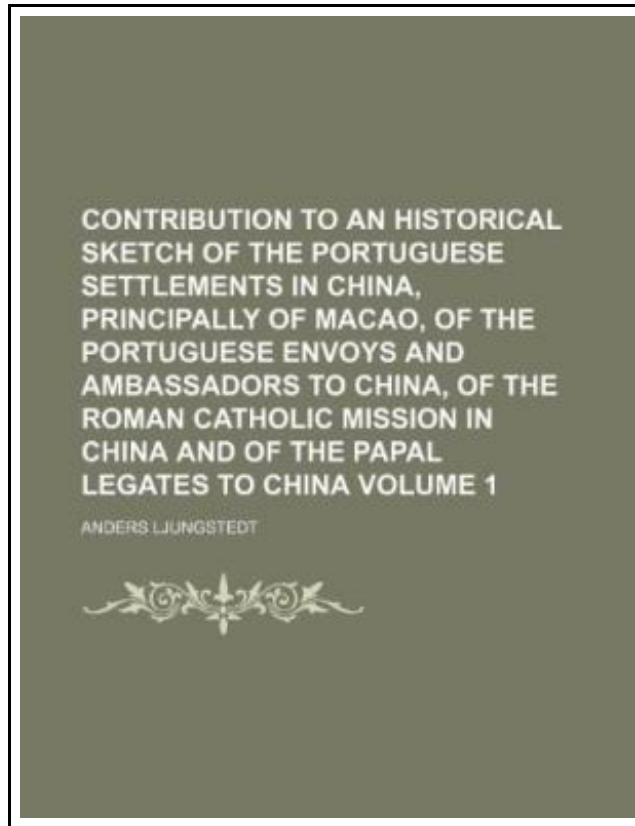 CONTRIBUTION TO AN HISTORICAL
SKETCH OF THE PORTUGUESE
SETTLEMENTS IN CHINA,
PRINCIPALLY OF MACAO, OF THE
PORTUGUESE ENVOYS AND
AMBASSADORS TO CHINA, OF THE
ROMAN CATHOLIC MISSION IN
CHINA AND OF THE PAPAL
LEGATES TO CHINA VOLUME 1
ANDERS LJUNGSTEDT